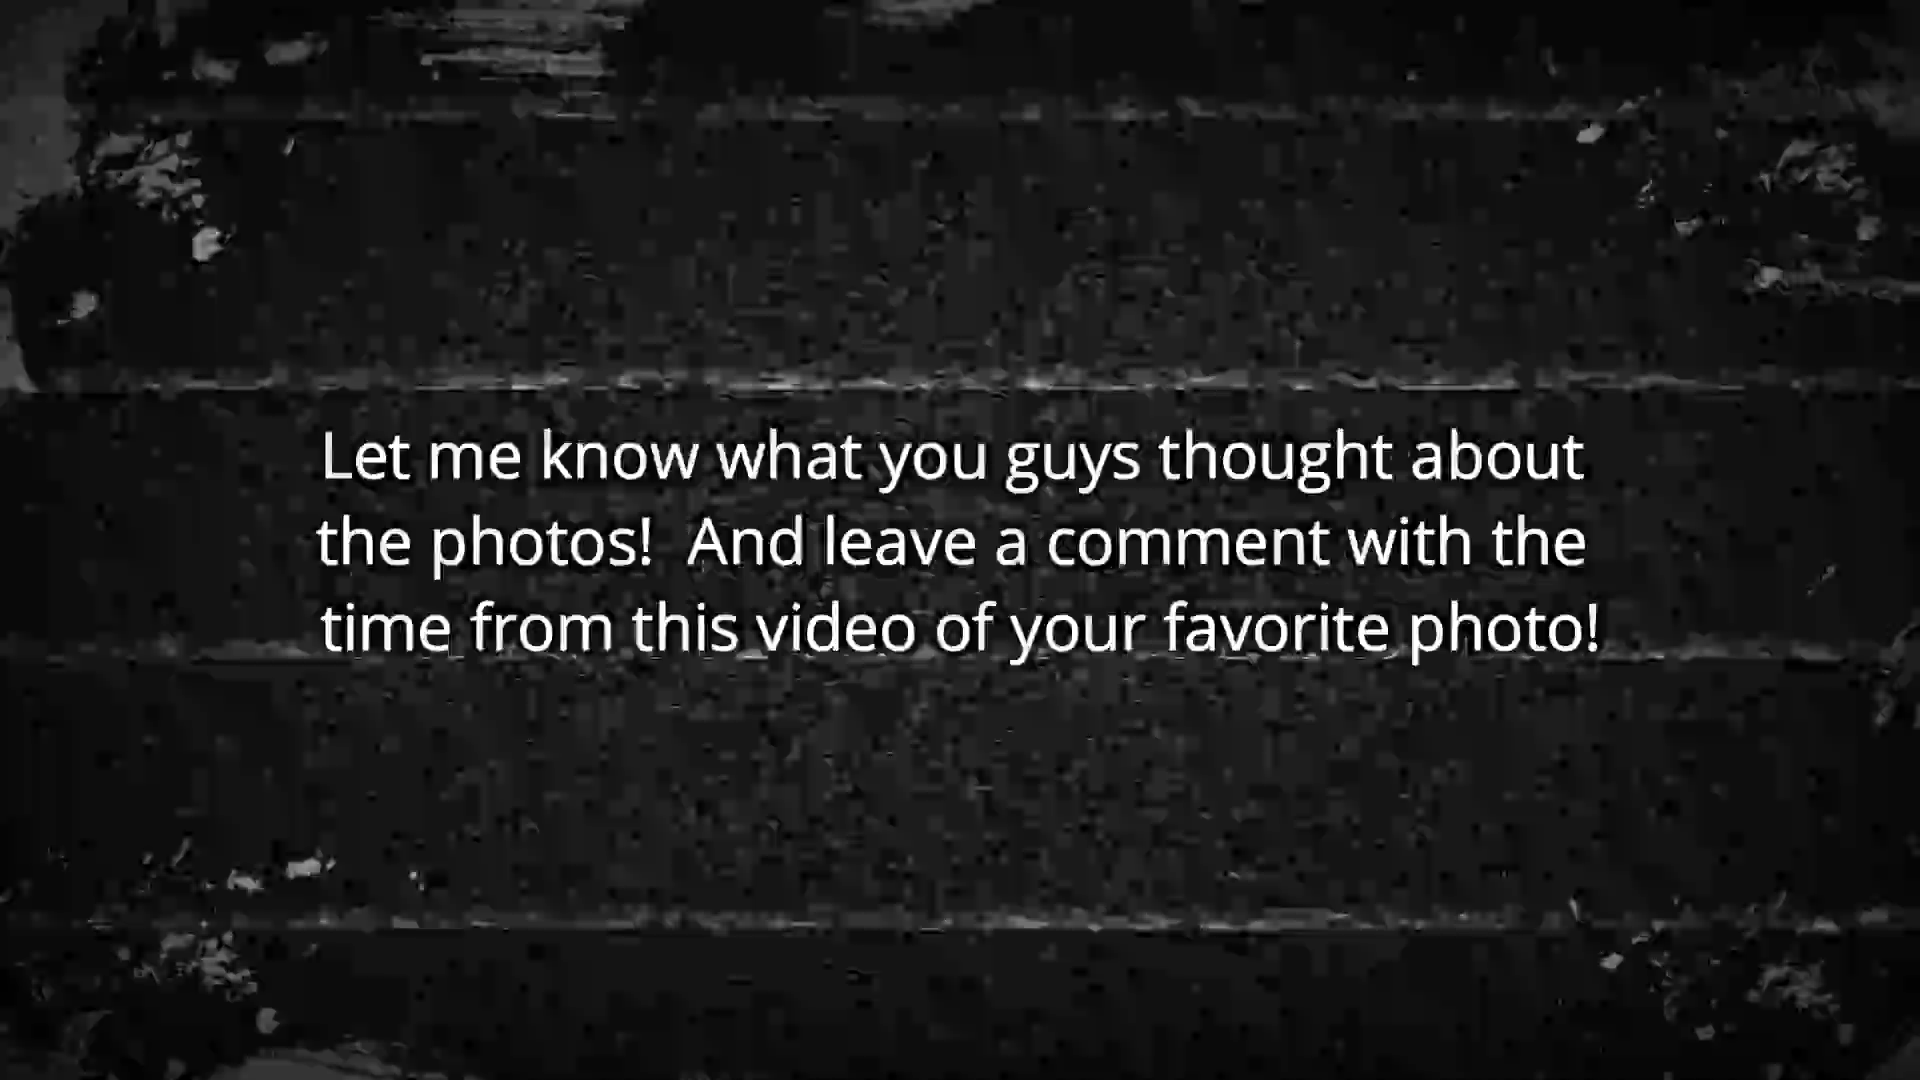 Let me know what you guys thought about
the photos!  And leave a comment with the
time from this video of your favorite photo!